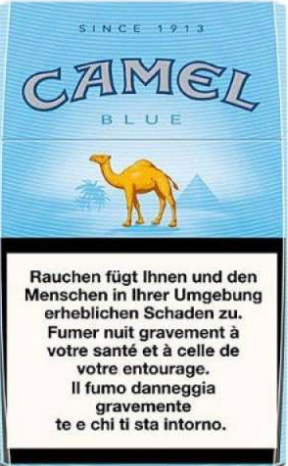 SINCE 1913
CAMEL
BLUE
Rauchen fügt Ihnen und den
Menschen in Ihrer Umgebung
erheblichen Schaden zu.
Fumer nuit gravement à
votre santé et à celle de
votre entourage.
Il fumo danneggia
gravemente
te e chi ti sta intorno.